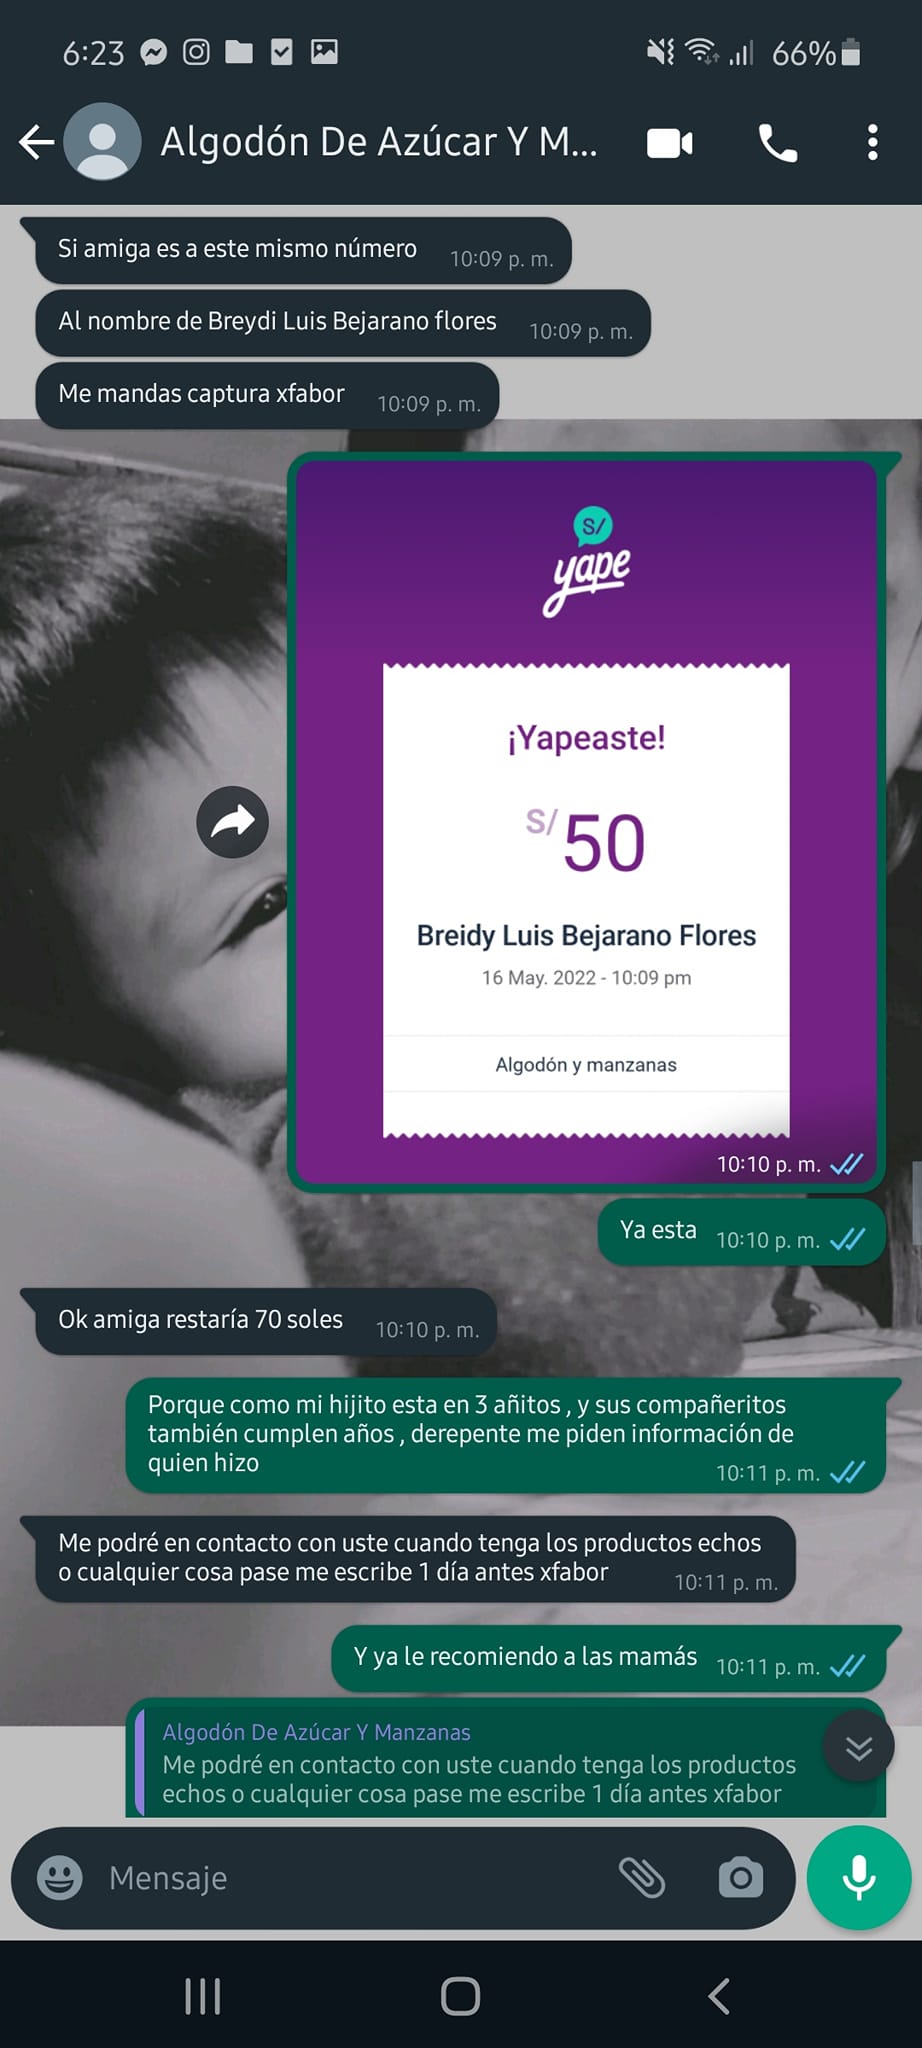 6:23
66%
Algodón De Azúcar Y M...
Si amiga es a este mismo número
10:09 p. m.
Al nombre de Breydi Luis Bejarano flores
10:09 p. m.
Me mandas captura xfabor
10:09 p. m.
S/
yape
¡Yapeaste!
S/ 50
Breidy Luis Bejarano Flores
16 May. 2022 - 10:09 pm
Algodón y manzanas
10:10 p. m.
Ya esta
10:10 p. m.
Ok amiga restaría 70 soles
10:10 p. m.
Porque como mi hijito esta en 3 añitos , y sus compañeritos
también cumplen años , derepente me piden información de
quien hizo
10:11 p. m.
Me podré en contacto con uste cuando tenga los productos echos
o cualquier cosa pase me escribe 1 día antes xfabor
10:11 p. m.
Y ya le recomiendo a las mamás
10:11 p. m.
Algodón De Azúcar Y Manzanas
Me podré en contacto con uste cuando tenga los productos
echos o cualquier cosa pase me escribe 1 día antes xfabor
Mensaje